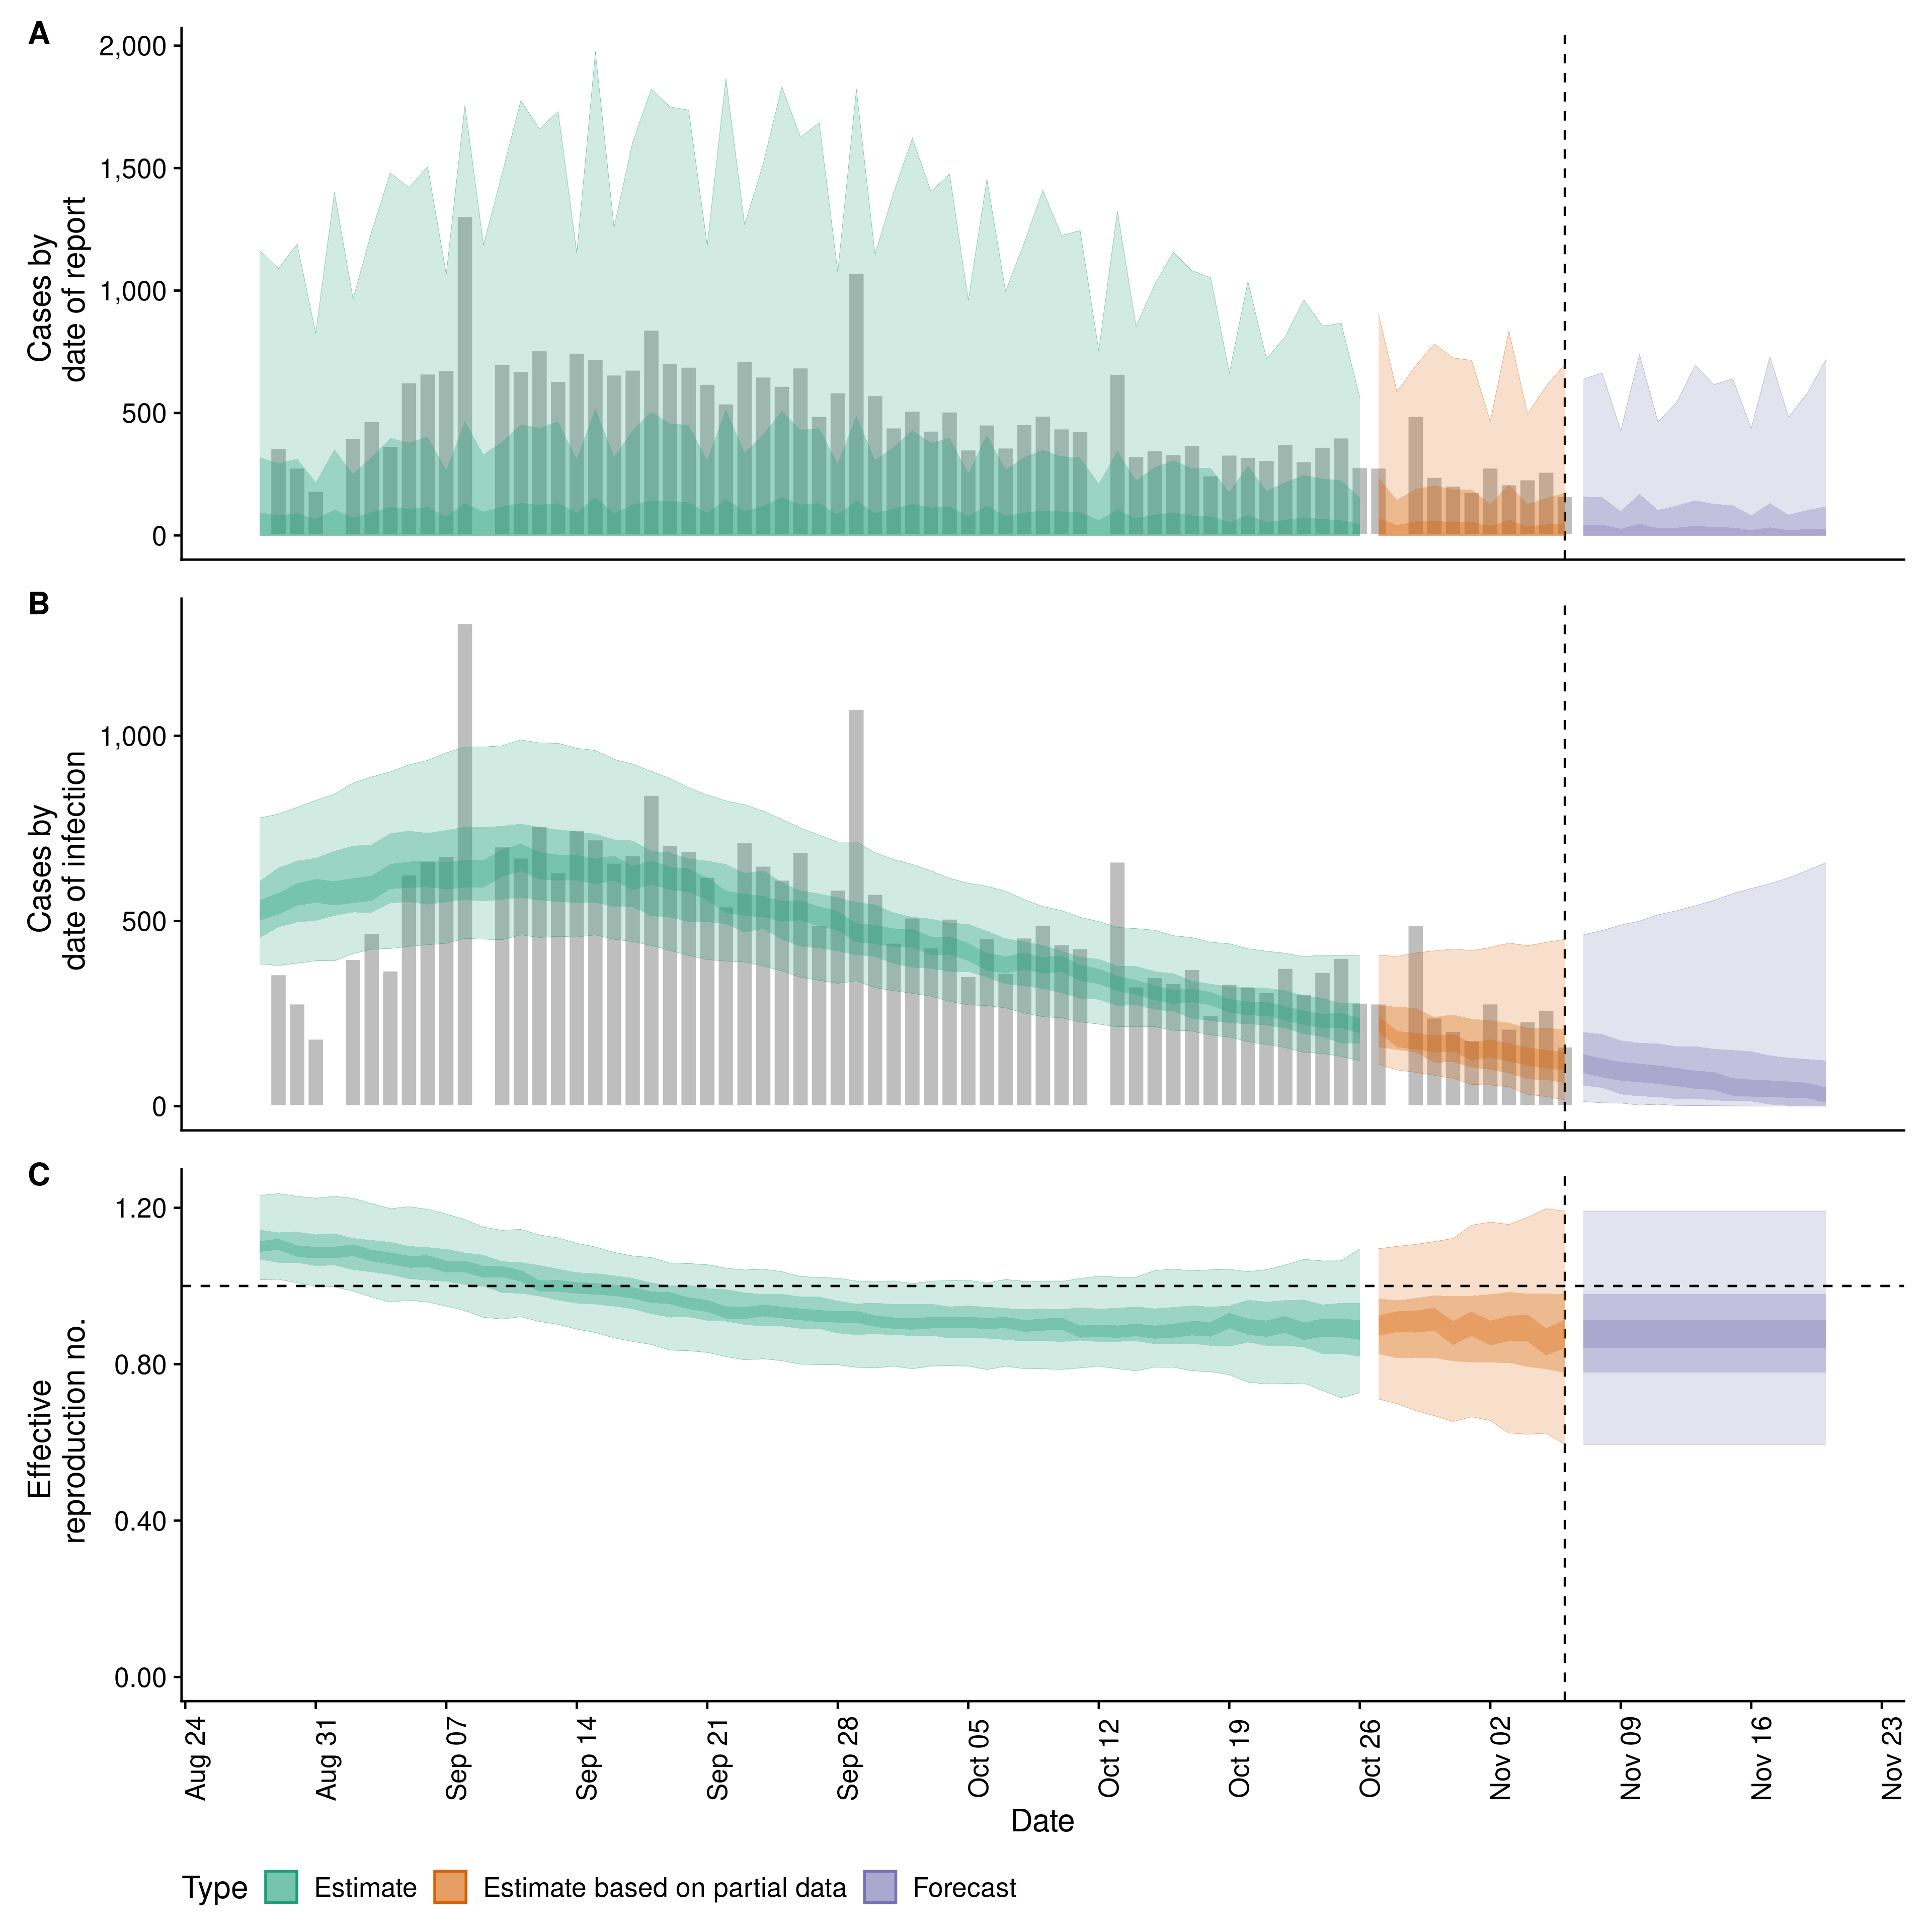 A
2,000
1,500
1,000
500
0
Cases by
date of report
B
1,000
500
0
Cases by
date of infection
C
1.20
0.80
0.40
0.00
Effective
reproduction no.
Aug 24
Aug 31
Sep 07
Sep 14
Sep 21
Sep 28
Oct 05
Oct 12
Oct 19
Oct 26
Nov 02
Nov 09
Nov 16
Nov 23
Date
Type
Estimate
Estimate based on partial data
Forecast